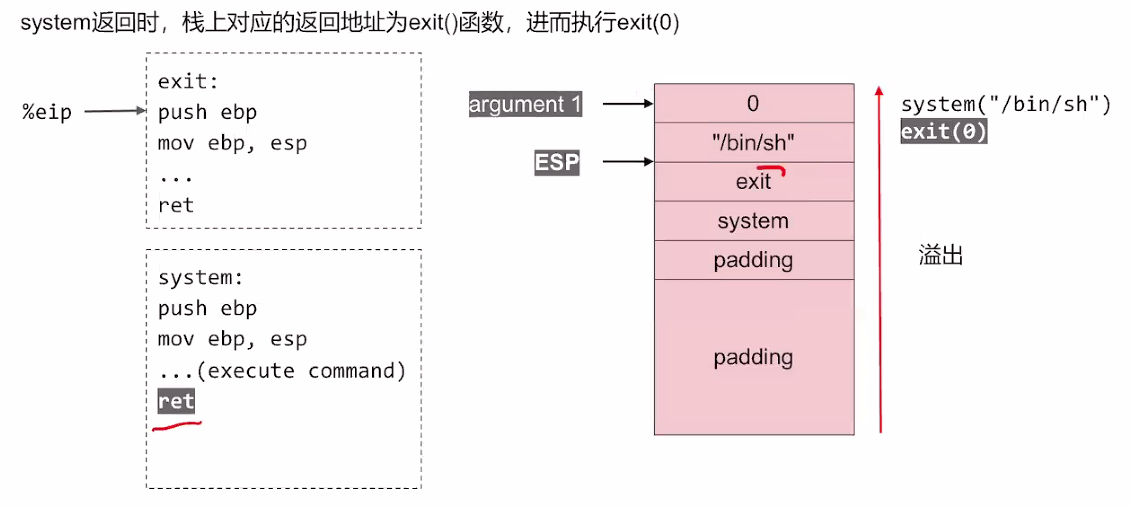 system返回时，栈上对应的返回地址为exit()函数，进而执行exit(0)
%eip
exit:
push ebp
mov ebp, esp
...
ret
system:
push ebp
mov ebp, esp
...(execute command)
ret
argument 1
ESP
0
"/bin/sh"
exit
system
padding
padding
system("/bin/sh")
exit(0)
溢出